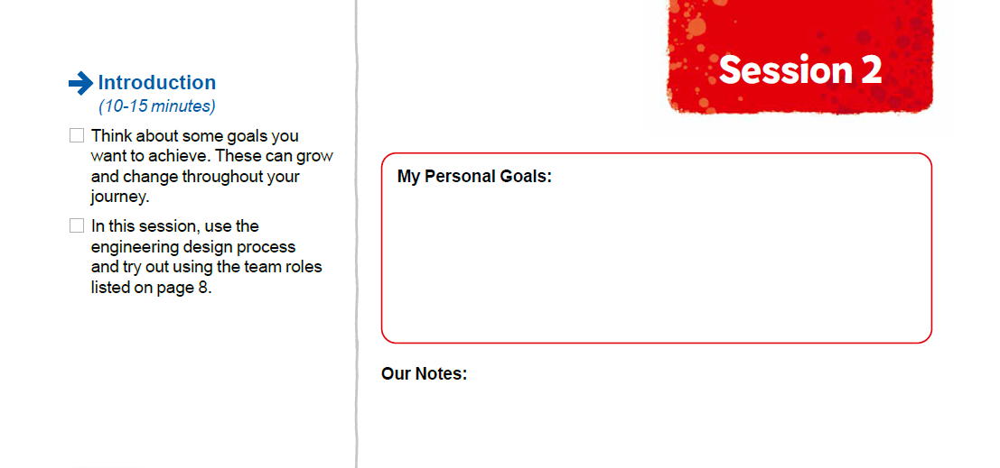 Session 2
Introduction
(10-15 minutes)
Think about some goals you
want to achieve. These can grow
and change throughout your
journey.
In this session, use the
engineering design process
and try out using the team roles
listed on page 8.
My Personal Goals:
Our Notes: